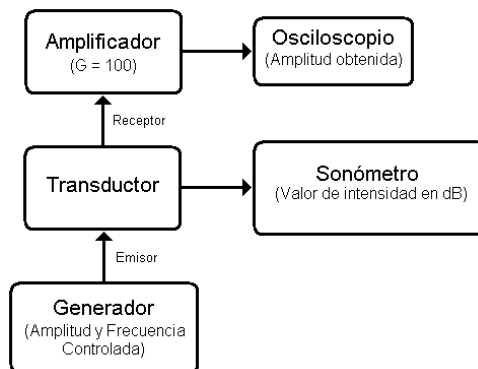 Amplificador
(G = 100)
Osciloscopio
(Amplitud obtenida)
Receptor
Transductor
Sonómetro
(Valor de intensidad en dB)
Emisor
Generador
(Amplitud y Frecuencia
Controlada)